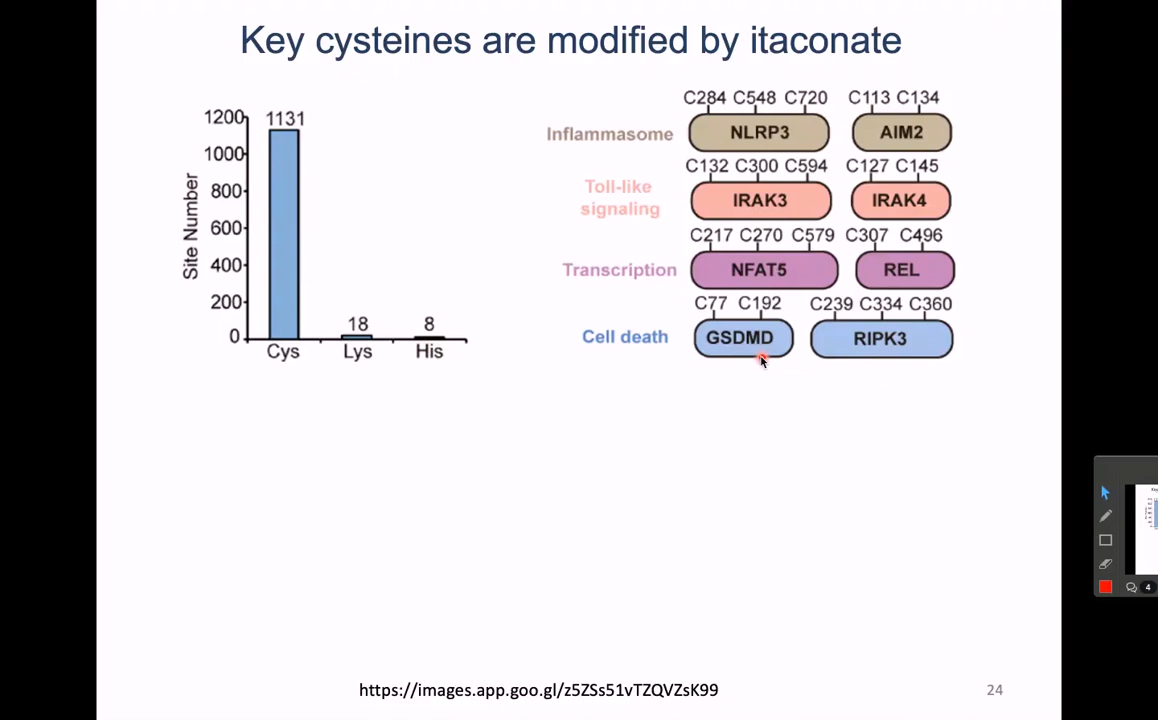 Key cysteines are modified by itaconate
1200
1000
800
600
400
200
0
Site Number
1131
18
8
Cys Lys His
C284 C548 C720 C113 C134
Inflammasome NLRP3 AIM2
C132 C300 C594 C127 C145
Toll-like
signaling
IRAK3 IRAK4
C217 C270 C579 C307 C496
Transcription NFAT5 REL
C77 C192 C239 C334 C360
Cell death GSDMD RIPK3
https://images.app.goo.gl/z5ZSs51vTZQVZsK99
24
4